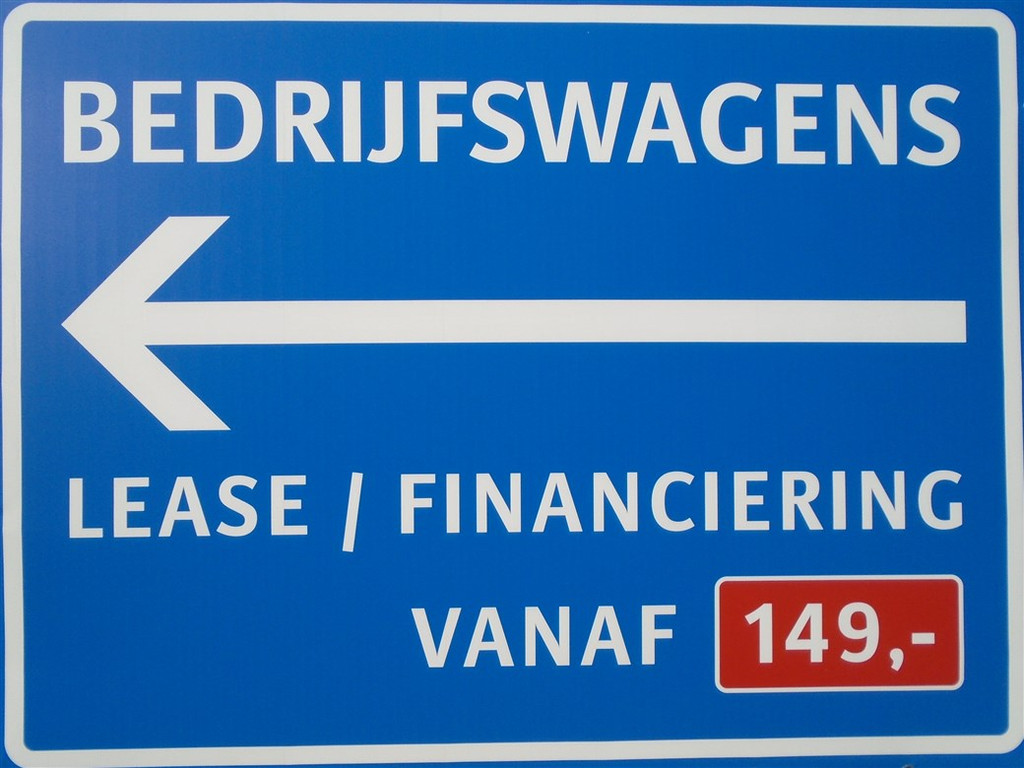 BEDRIJFSWAGENS
LEASE / FINANCIERING
VANAF 149,-